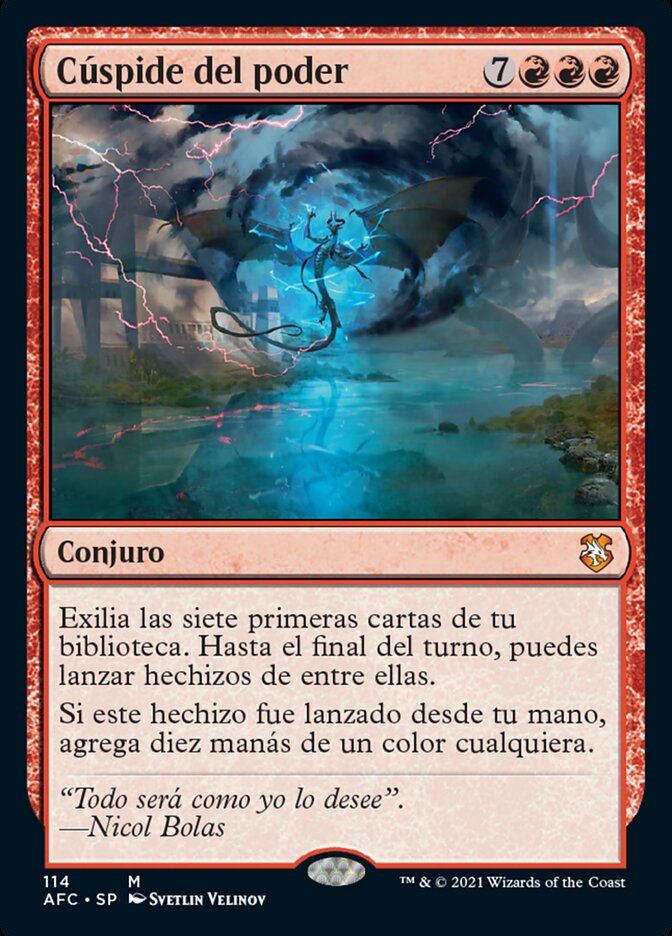 Cúspide del poder
7
Conjuro
Exilia las siete primeras cartas de tu
biblioteca. Hasta el final del turno, puedes
lanzar hechizos de entre ellas.
Si este hechizo fue lanzado desde tu mano,
agrega diez manás de un color cualquiera.
“Todo será como yo lo desee”.
—Nicol Bolas
114 M
AFC • SP Svetlin Velinov
™ & © 2021 Wizards of the Coast